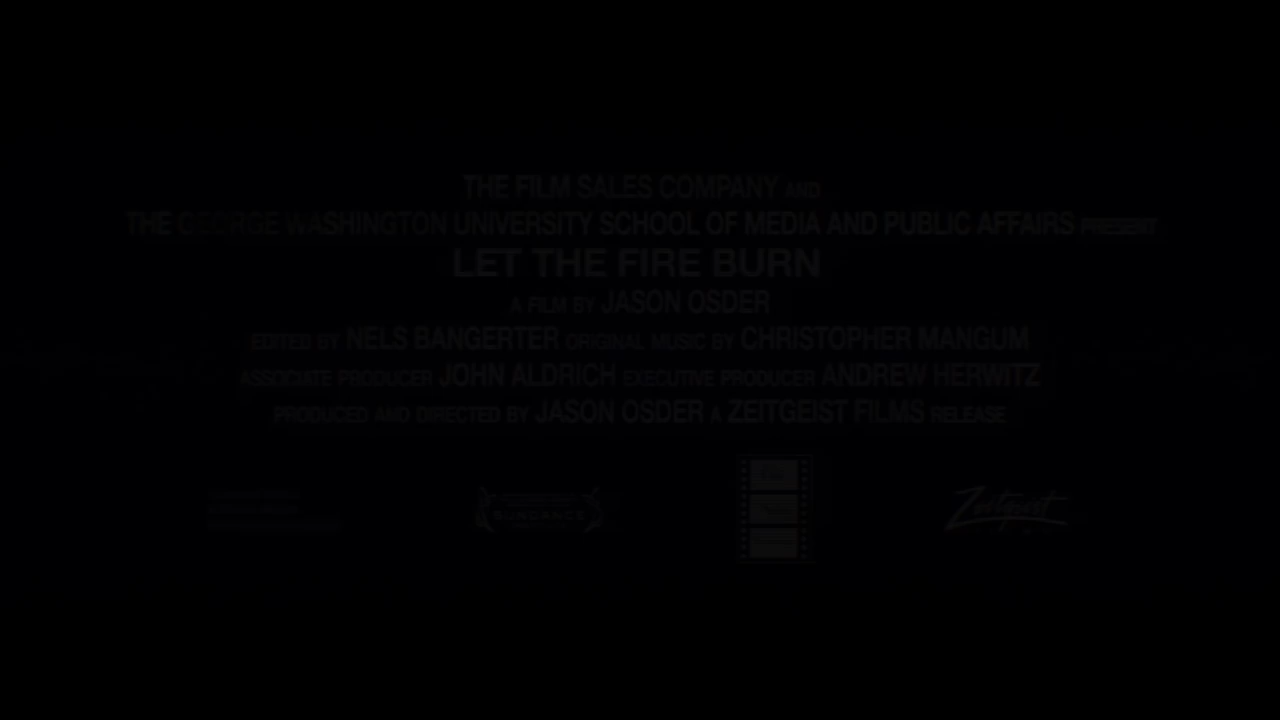 THE FILM SALES COMPANY AND
THE GEORGE WASHINGTON UNIVERSITY SCHOOL OF MEDIA AND PUBLIC AFFAIRS PRESENT
LET THE FIRE BURN
A FILM BY JASON OSDER
EDITED BY NELS BANGERTER ORIGINAL MUSIC BY CHRISTOPHER MANGUM
ASSOCIATE PRODUCER JOHN ALDRICH EXECUTIVE PRODUCER ANDREW HERWITZ
PRODUCED AND DIRECTED BY JASON OSDER A ZEITGEIST FILMS RELEASE
SUNDANCE
Zeitgeist